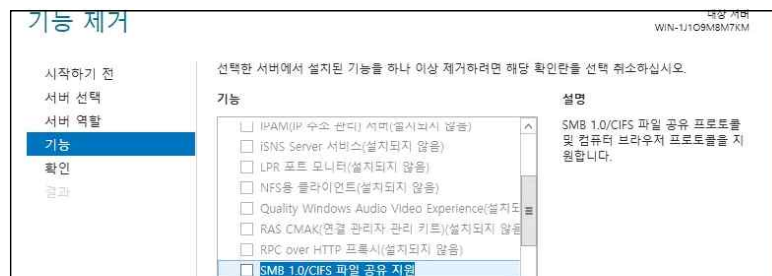 기능 제거
대상 서버
WIN-1J1O9M8M7KM
시작하기 전
서버 선택
서버 역할
기능
확인
결과
선택한 서버에서 설치된 기능을 하나 이상 제거하려면 해당 확인란을 선택 취소하십시오.
기능
IPAM(IP 주소 관리) 서버(설치되지 않음)
iSNS Server 서비스(설치되지 않음)
LPR 포트 모니터(설치되지 않음)
NFS용 클라이언트(설치되지 않음)
Quality Windows Audio Video Experience(설치되
RAS CMAK(연결 관리자 관리 키트)(설치되지 않음
RPC over HTTP 프록시(설치되지 않음)
SMB 1.0/CIFS 파일 공유 지원
설명
SMB 1.0/CIFS 파일 공유 프로토콜
및 컴퓨터 브라우저 프로토콜을 지
원합니다.